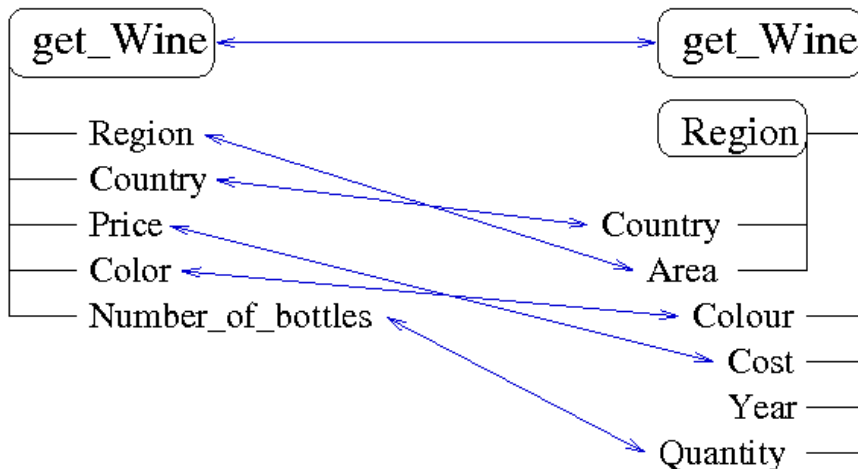 get_Wine
Region
Country
Price
Color
Number_of_bottles
get_Wine
Region
Country
Area
Colour
Cost
Year
Quantity